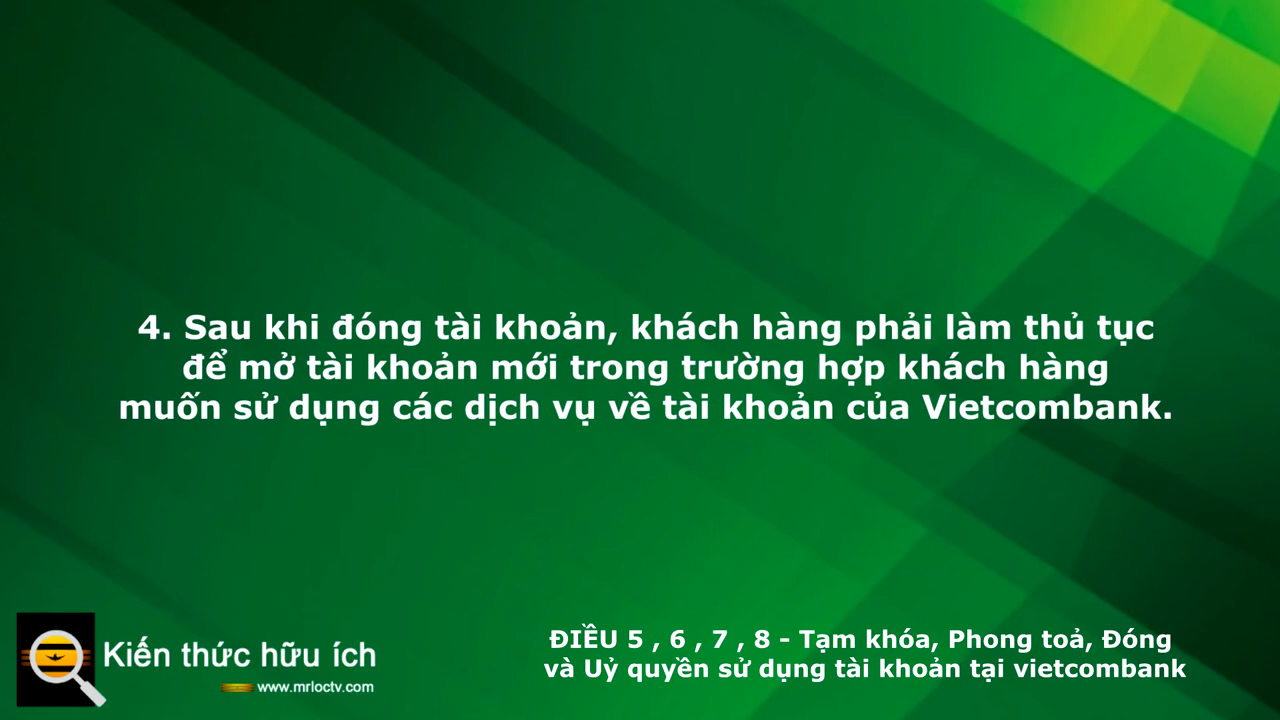 4. Sau khi đóng tài khoản, khách hàng phải làm thủ tục
để mở tài khoản mới trong trường hợp khách hàng
muốn sử dụng các dịch vụ về tài khoản của Vietcombank.
Kiến thức hữu ích
www.mrloctv.com
ĐIỀU 5 , 6 , 7 , 8 - Tạm khóa, Phong toả, Đóng
và Uỷ quyền sử dụng tài khoản tại vietcombank